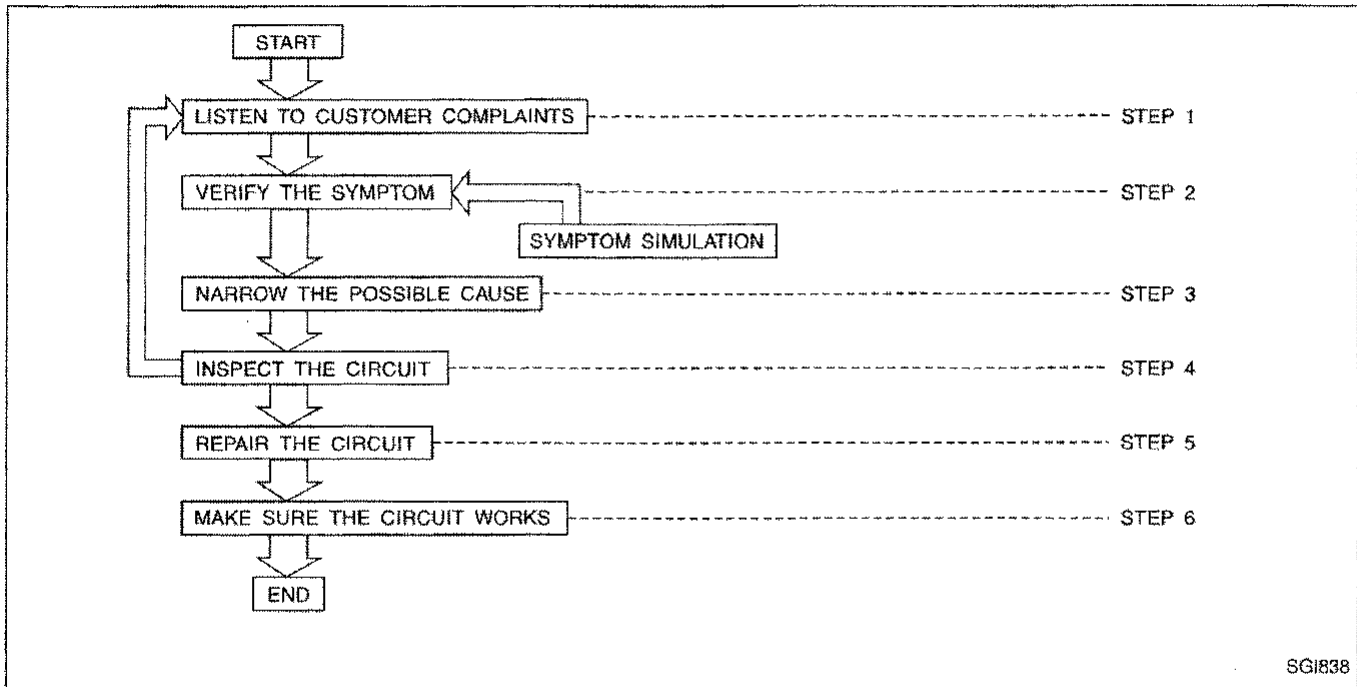 START
LISTEN TO CUSTOMER COMPLAINTS
STEP 1
VERIFY THE SYMPTOM
STEP 2
SYMPTOM SIMULATION
NARROW THE POSSIBLE CAUSE
STEP 3
INSPECT THE CIRCUIT
STEP 4
REPAIR THE CIRCUIT
STEP 5
MAKE SURE THE CIRCUIT WORKS
STEP 6
END
SGI838